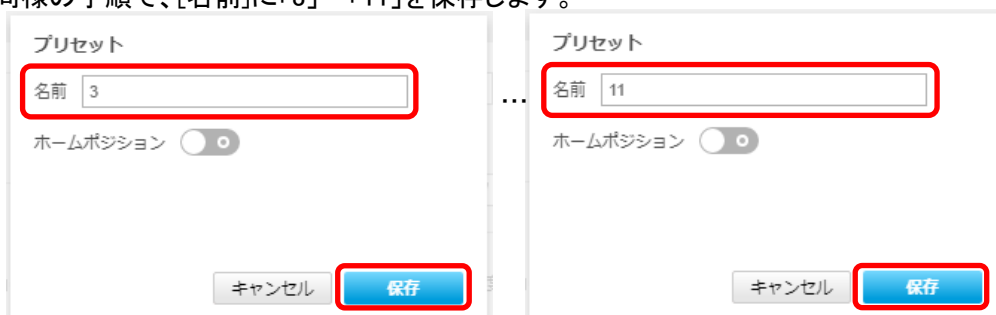 同様の手順で、[名前]に 11」を保存します。
プリセット
名前 3
ホームポジション
キャンセル 保存
…
プリセット
名前 11
ホームポジション
キャンセル 保存